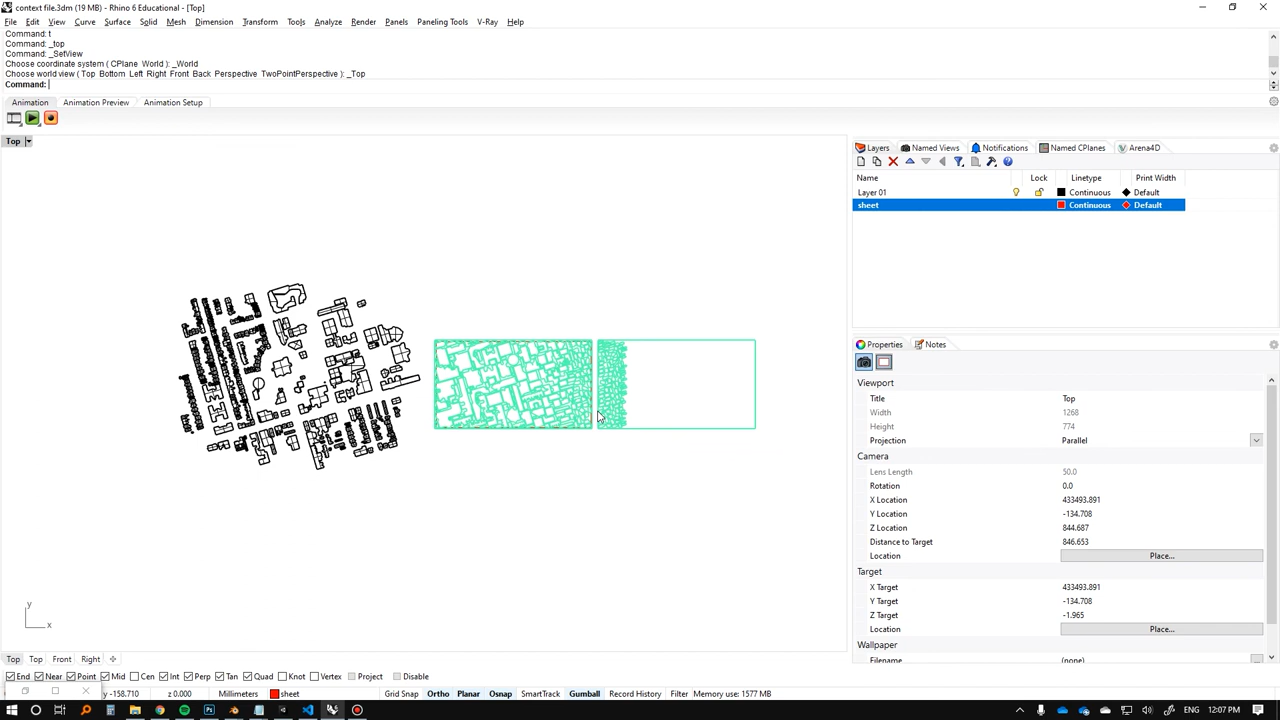 context file.3dm (19 MB) - Rhino 6 Educational - [Top]
File Edit View Curve Surface Solid Mesh Dimension Transform Tools Analyze Render Panels Paneling Tools V-Ray Help
Command: t
Command: _top
Command: _SetView
Choose coordinate system ( CPlane World ): _World
Choose world view ( Top Bottom Left Right Front Back Perspective TwoPointPerspective ): _Top
Command:
Animation Animation Preview Animation Setup
Top
Layers Named Views Notifications Named CPlanes Arena4D
Name Lock Linetype Print Width
Layer 01 Continuous Default
sheet Continuous Default
Properties Notes
Viewport
Title Top
Width 1268
Height 774
Projection Parallel
Camera
Lens Length 50.0
Rotation 0.0
X Location 433493.891
Y Location -134.708
Z Location 844.687
Distance to Target 846.653
Location Place...
Target
X Target 433493.891
Y Target -134.708
Z Target -1.965
Location Place...
Wallpaper
Filename (none)
y
x
Top Top Front Right
End Near Point Mid Cen Int Perp Tan Quad Knot Vertex Project Disable
y -158.710 z 0.000 Millimeters sheet Grid Snap Ortho Planar Osnap SmartTrack Gumball Record History Filter Memory use: 1577 MB
ENG 12:07 PM